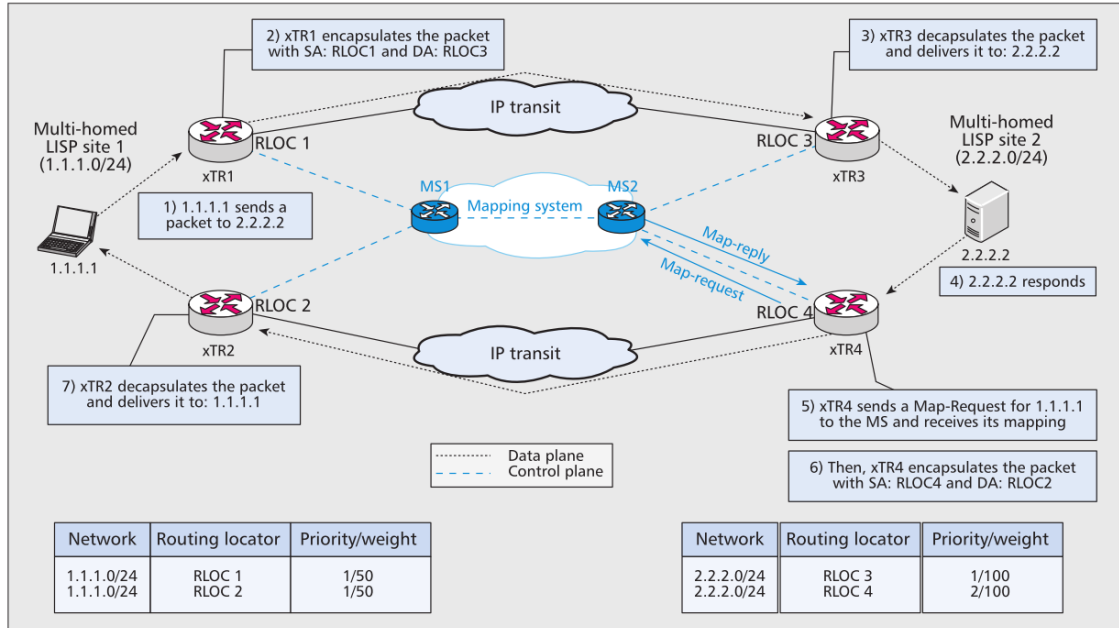 2) xTR1 encapsulates the packet
with SA: RLOC1 and DA: RLOC3
3) xTR3 decapsulates the packet
and delivers it to: 2.2.2.2
IP transit
Multi-homed
LISP site 1
(1.1.1.0/24)
RLOC 1
xTR1
RLOC 3
xTR3
Multi-homed
LISP site 2
(2.2.2.0/24)
MS1
MS2
Mapping system
1) 1.1.1.1 sends a
packet to 2.2.2.2
1.1.1.1
Map-reply
Map-request
2.2.2.2
4) 2.2.2.2 responds
RLOC 2
xTR2
RLOC 4
xTR4
IP transit
7) xTR2 decapsulates the packet
and delivers it to: 1.1.1.1
5) xTR4 sends a Map-Request for 1.1.1.1
to the MS and receives its mapping
6) Then, xTR4 encapsulates the packet
with SA: RLOC4 and DA: RLOC2
Data plane
Control plane
Network Routing locator Priority/weight
1.1.1.0/24 RLOC 1 1/50
1.1.1.0/24 RLOC 2 1/50
Network Routing locator Priority/weight
2.2.2.0/24 RLOC 3 1/100
2.2.2.0/24 RLOC 4 2/100